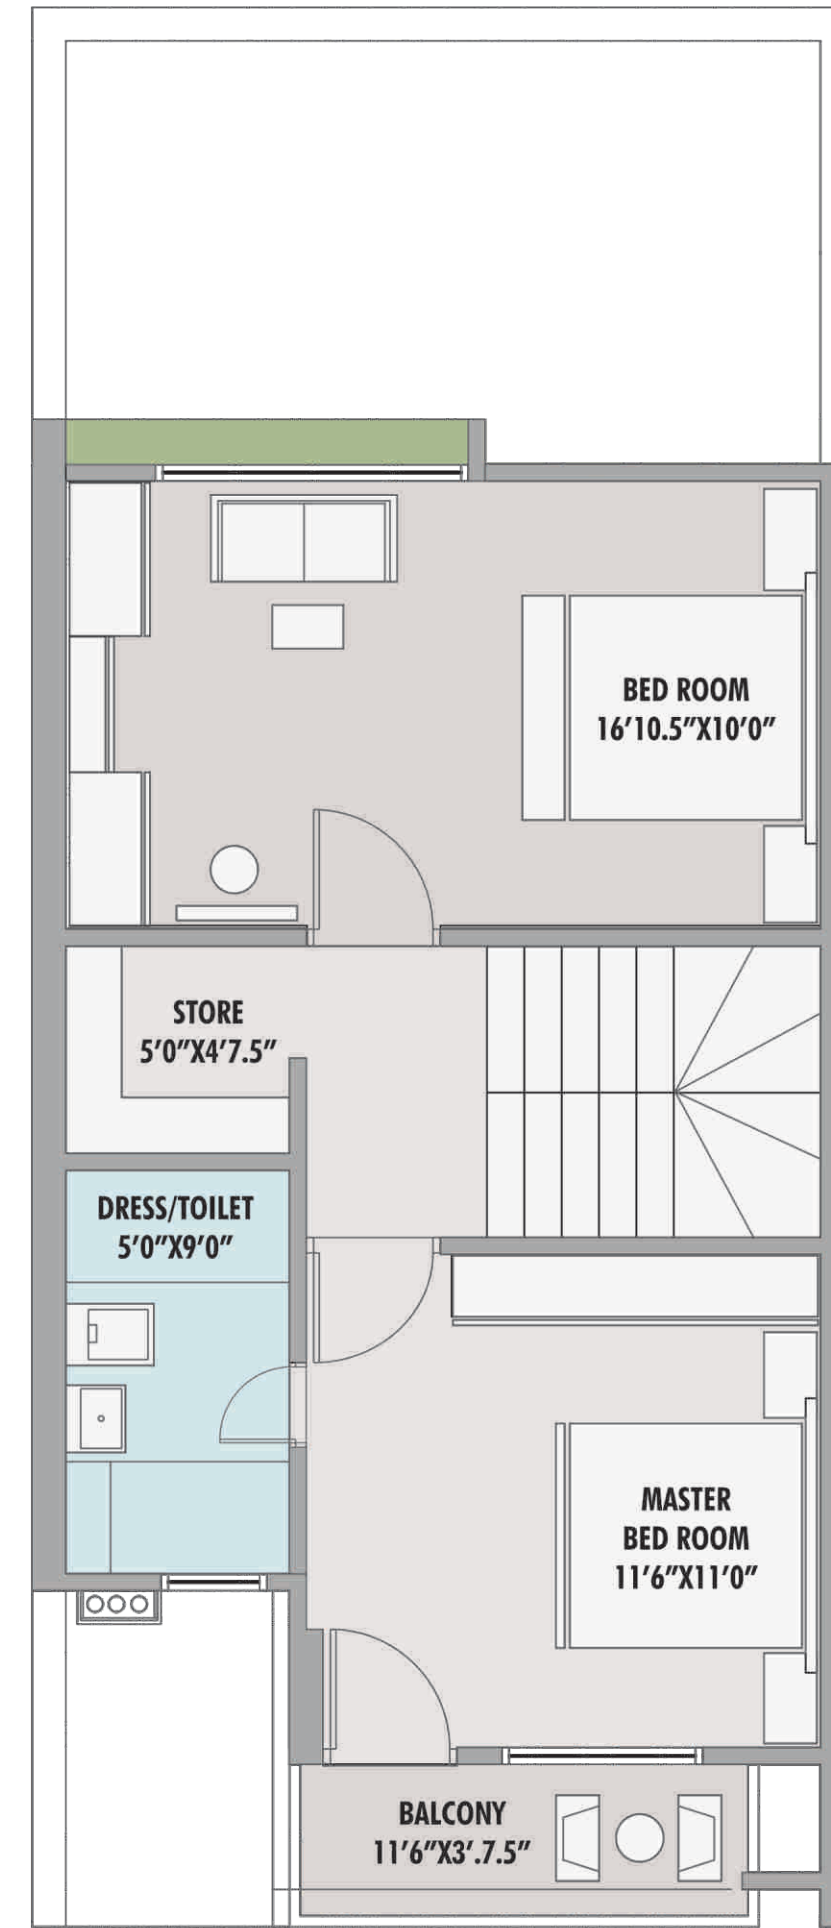 BED ROOM
16'10.5"X10'0"
STORE
5'0"X4'7.5"
DRESS/TOILET
5'0"X9'0"
MASTER
BED ROOM
11'6"X11'0"
BALCONY
11'6"X3'.7.5"